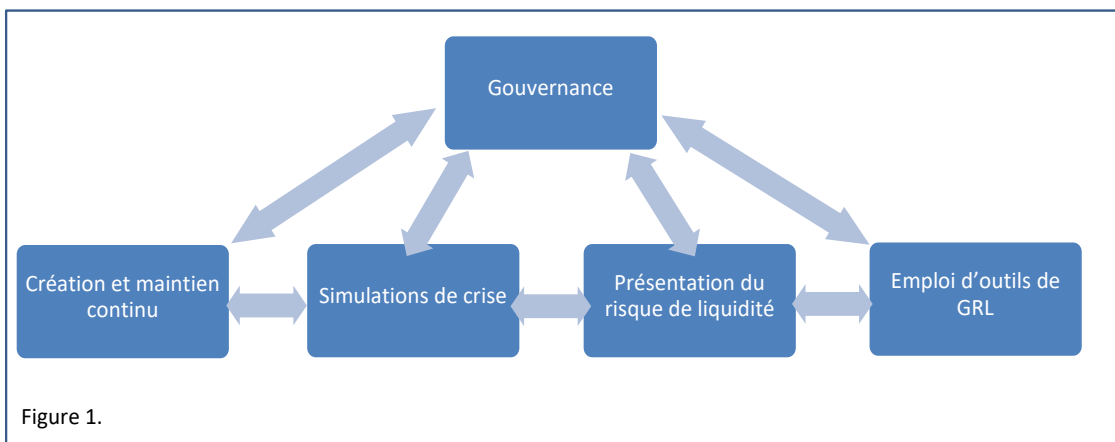 Gouvernance
Création et maintien
continu
Simulations de crise
Présentation du
risque de liquidité
Emploi d’outils de
GRL
Figure 1.